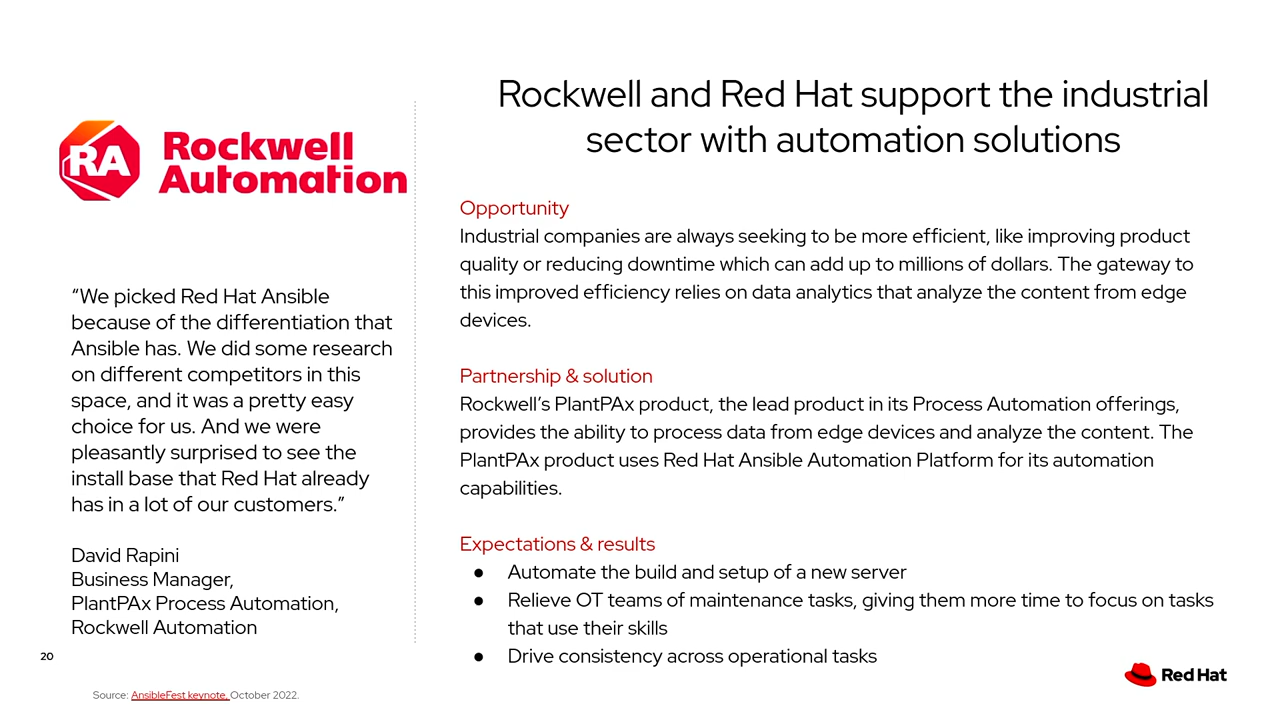 Rockwell and Red Hat support the industrial
sector with automation solutions
RA
Rockwell
Automation
“We picked Red Hat Ansible
because of the differentiation that
Ansible has. We did some research
on different competitors in this
space, and it was a pretty easy
choice for us. And we were
pleasantly surprised to see the
install base that Red Hat already
has in a lot of our customers.”
David Rapini
Business Manager,
PlantPAx Process Automation,
Rockwell Automation
Opportunity
Industrial companies are always seeking to be more efficient, like improving product
quality or reducing downtime which can add up to millions of dollars. The gateway to
this improved efficiency relies on data analytics that analyze the content from edge
devices.
Partnership & solution
Rockwell’s PlantPAx product, the lead product in its Process Automation offerings,
provides the ability to process data from edge devices and analyze the content. The
PlantPAx product uses Red Hat Ansible Automation Platform for its automation
capabilities.
Expectations & results
● Automate the build and setup of a new server
● Relieve OT teams of maintenance tasks, giving them more time to focus on tasks
that use their skills
● Drive consistency across operational tasks
20
Source: AnsibleFest keynote, October 2022.
Red Hat